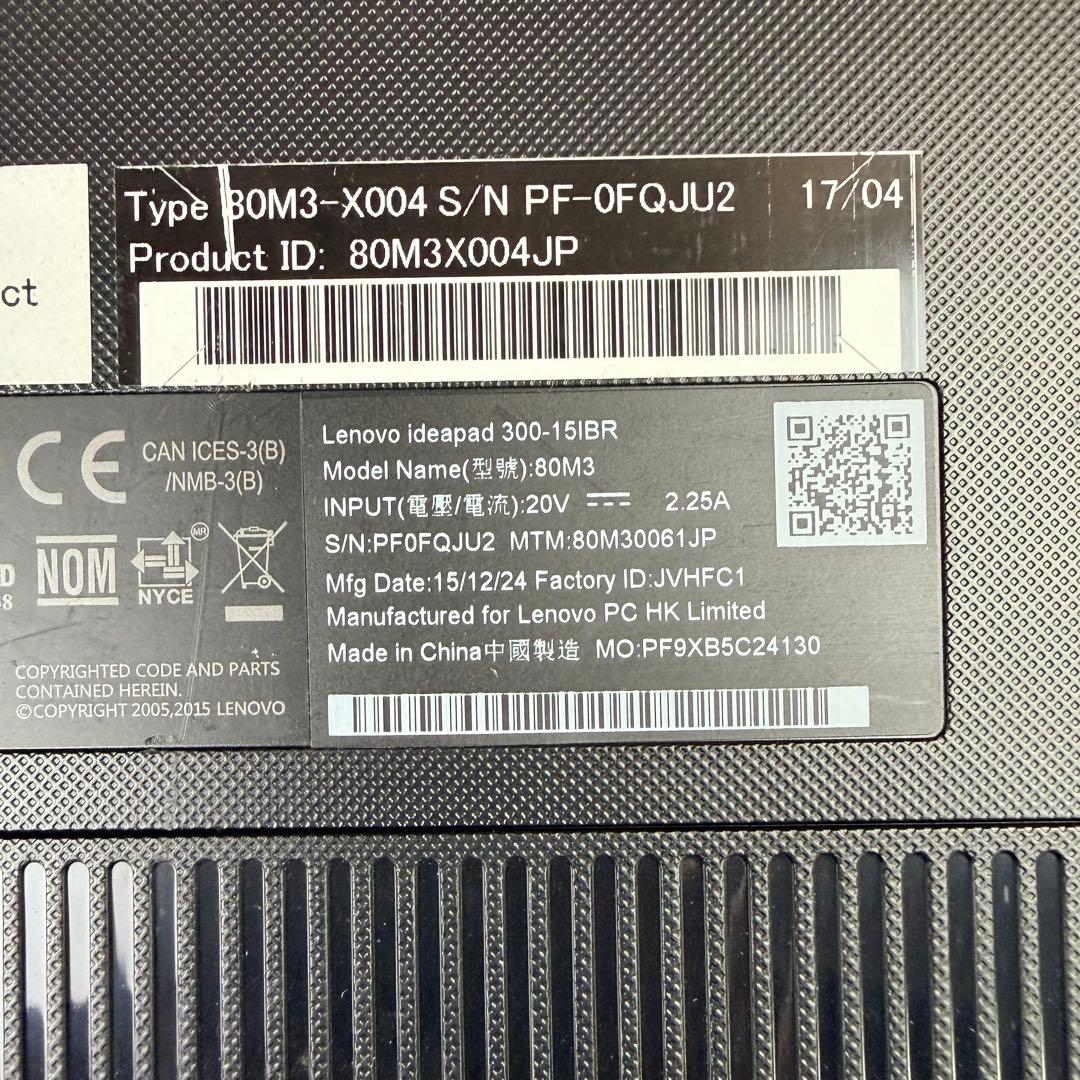 Type 80M3-X004 S/N PF-0FQJU2 17/04
Product ID: 80M3X004JP
ct
CE
CAN ICES-3(B)
/NMB-3(B)
NOM
MR
NYCE
D
8
COPYRIGHTED CODE AND PARTS
CONTAINED HEREIN.
©COPYRIGHT 2005,2015 LENOVO
Lenovo ideapad 300-15IBR
Model Name(型號):80M3
INPUT(電壓/電流):20V ⎓ 2.25A
S/N:PF0FQJU2 MTM:80M30061JP
Mfg Date:15/12/24 Factory ID:JVHFC1
Manufactured for Lenovo PC HK Limited
Made in China中國製造 MO:PF9XB5C24130